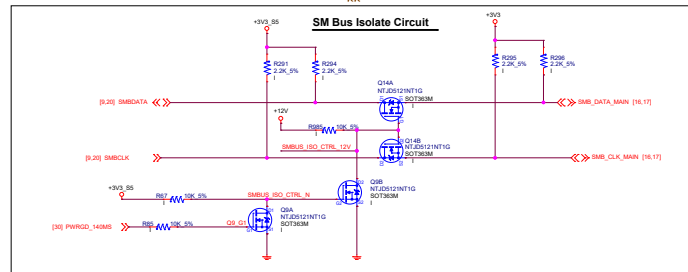 SM Bus Isolate Circuit
+3V3_S5
+3V3
R291
2.2K_5%
I
R294
2.2K_5%
I
R295
2.2K_5%
I
R296
2.2K_5%
I
Q14A
NTJD5121NT1G
SOT363M
I
[9,20] SMBDATA
SMB_DATA_MAIN [16,17]
+12V
R985 10K_5%
I
Q14B
NTJD5121NT1G
SOT363M
I
SMBUS_ISO_CTRL_12V
[9,20] SMBCLK
SMB_CLK_MAIN [16,17]
Q9B
NTJD5121NT1G
SOT363M
I
+3V3_S5
R67 10K_5%
I
SMBUS_ISO_CTRL_N
Q9A
NTJD5121NT1G
SOT363M
I
[30] PWRGD_140MS
R65 10K_5%
I
Q9_G1